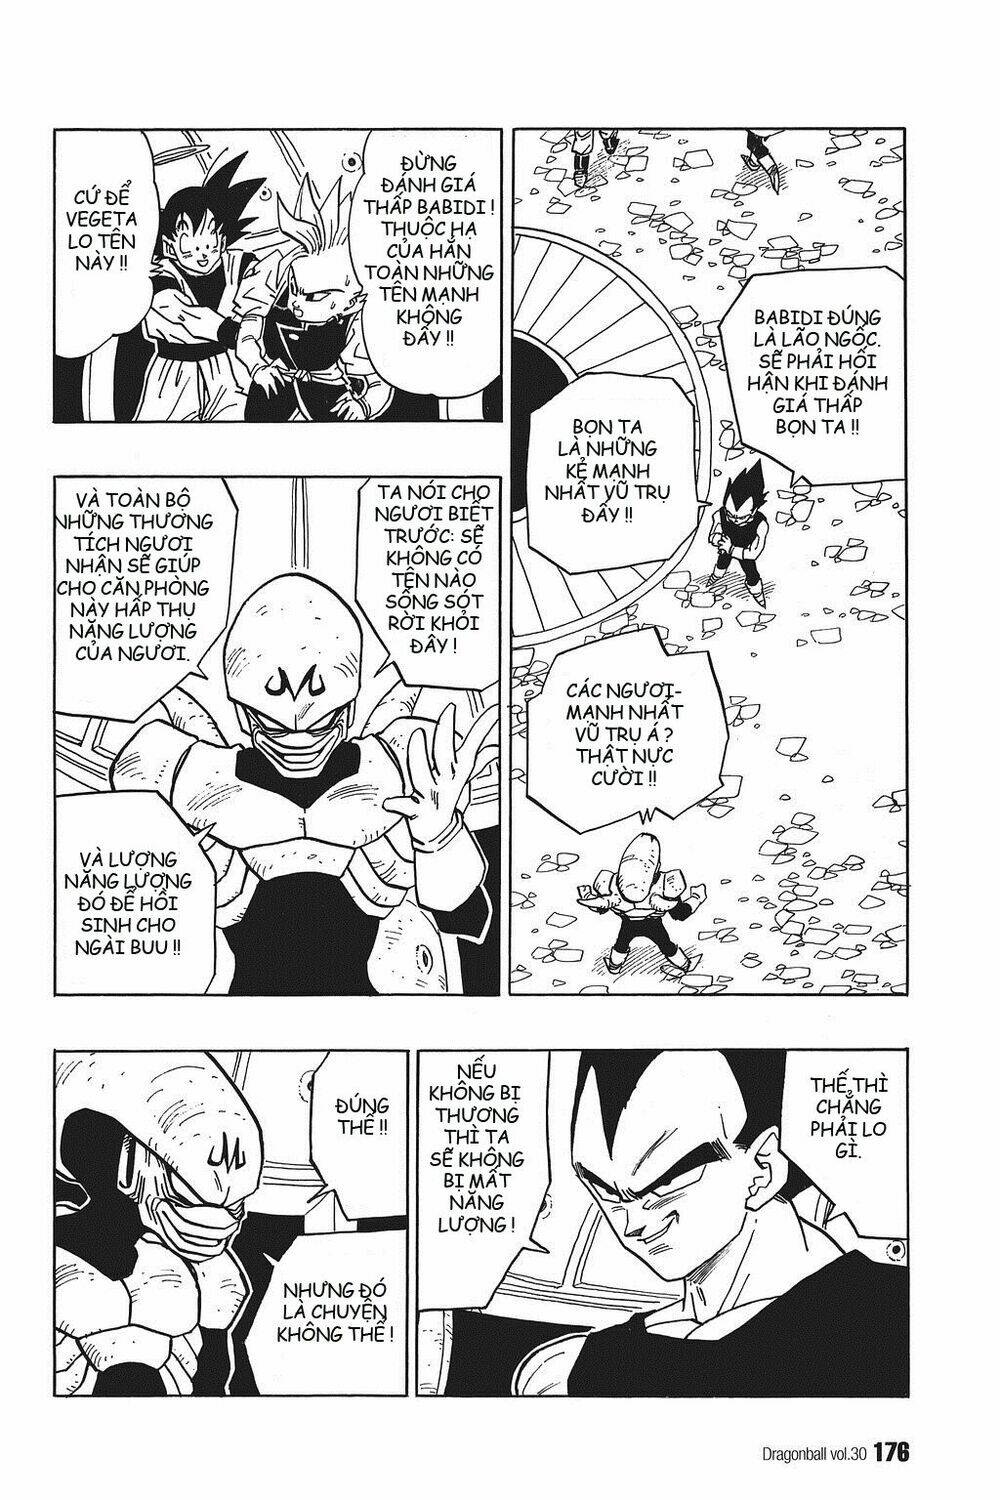 BABIDI ĐÚNG
LÀ LÃO NGỐC.
SẼ PHẢI HỐI
HẬN KHI ĐÁNH
GIÁ THẤP
BỌN TA !!
BỌN TA
LÀ NHỮNG
KẺ MẠNH
NHẤT VŨ TRỤ
ĐẤY !!
CÁC NGƯƠI-
MẠNH NHẤT
VŨ TRỤ Á ?
THẬT NỰC
CƯỜI !!
ĐỪNG
ĐÁNH GIÁ
THẤP BABIDI !
THUỘC HẠ
CỦA HẮN
TOÀN NHỮNG
TÊN MẠNH
KHÔNG
ĐẤY !!
CỨ ĐỂ
VEGETA
LO TÊN
NÀY !!
TA NÓI CHO
NGƯƠI BIẾT
TRƯỚC: SẼ
KHÔNG CÓ
TÊN NÀO
SỐNG SÓT
RỜI KHỎI
ĐÂY !
VÀ TOÀN BỘ
NHỮNG THƯƠNG
TÍCH NGƯƠI
NHẬN SẼ GIÚP
CHO CĂN PHÒNG
NÀY HẤP THỤ
NĂNG LƯỢNG
CỦA NGƯƠI.
VÀ LƯỢNG
NĂNG LƯỢNG
ĐÓ ĐỂ HỒI
SINH CHO
NGÀI BUU !!
THẾ THÌ
CHẲNG
PHẢI LO
GÌ.
NẾU
KHÔNG BỊ
THƯƠNG
THÌ TA
SẼ KHÔNG
BỊ MẤT
NĂNG
LƯỢNG !
ĐÚNG
THẾ !!
NHƯNG ĐÓ
LÀ CHUYỆN
KHÔNG THỂ !
Dragonball vol.30 176